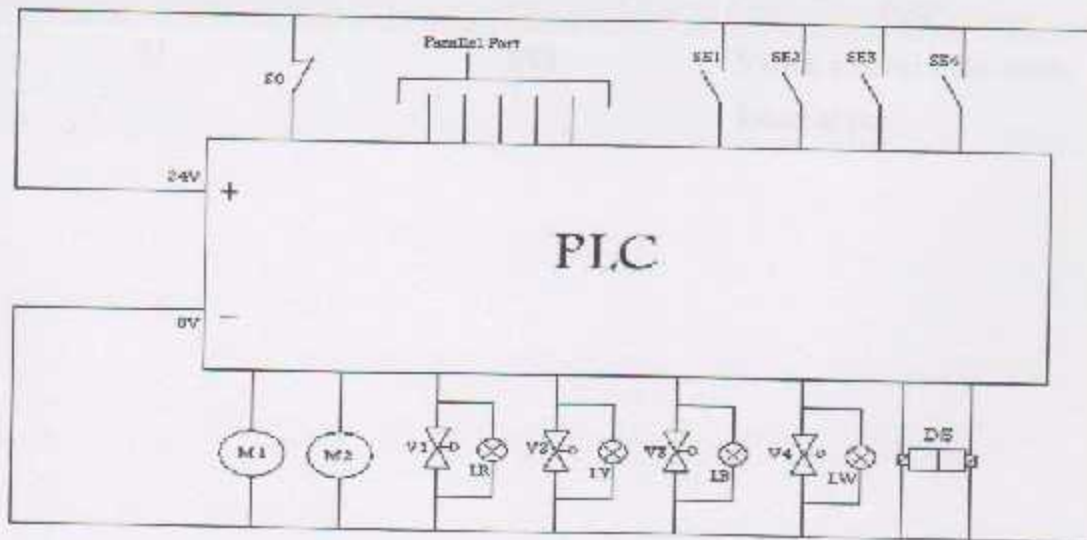 Parallel Port
S0
SE1
SE2
SE3
SE4
24V
+
PLC
0V
−
M1
M2
V1
LR
V2
LY
V3
LB
V4
LW
DS